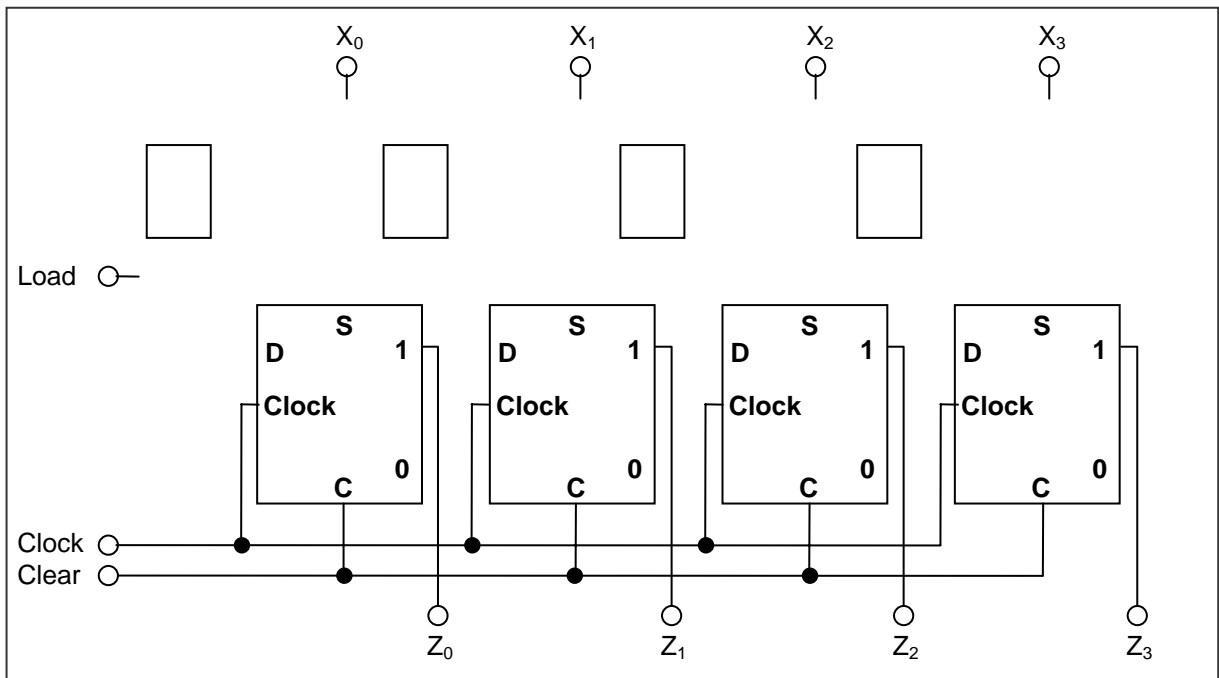 X₀ X₁ X₂ X₃
Load
S S S S
D 1 D 1 D 1 D 1
Clock Clock Clock Clock
0 0 0 0
C C C C
Clock
Clear
Z₀ Z₁ Z₂ Z₃